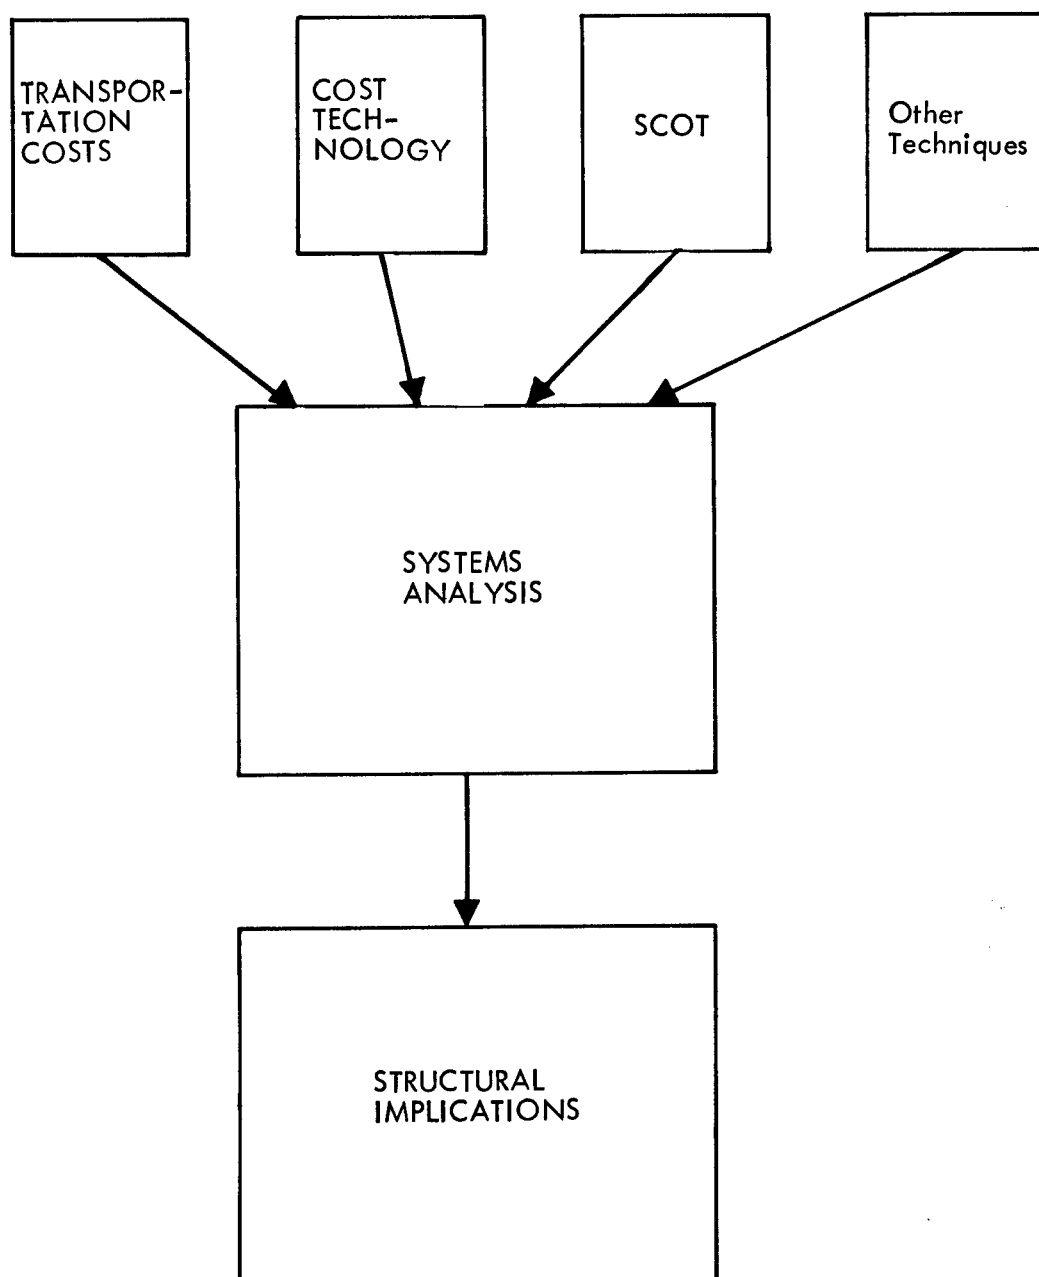 TRANSPOR-
TATION
COSTS
COST
TECH-
NOLOGY
SCOT
Other
Techniques
SYSTEMS
ANALYSIS
STRUCTURAL
IMPLICATIONS